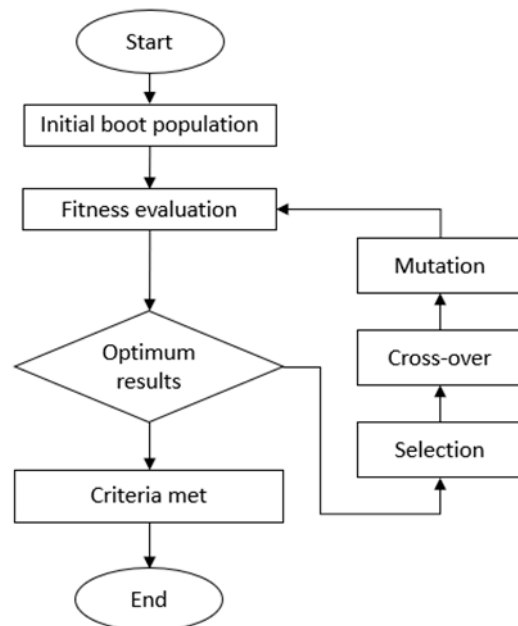 Start
Initial boot population
Fitness evaluation
Mutation
Optimum
results
Cross-over
Selection
Criteria met
End